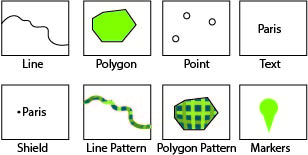 Paris
Line
Polygon
Point
Text
Paris
Shield
Line Pattern
Polygon Pattern
Markers